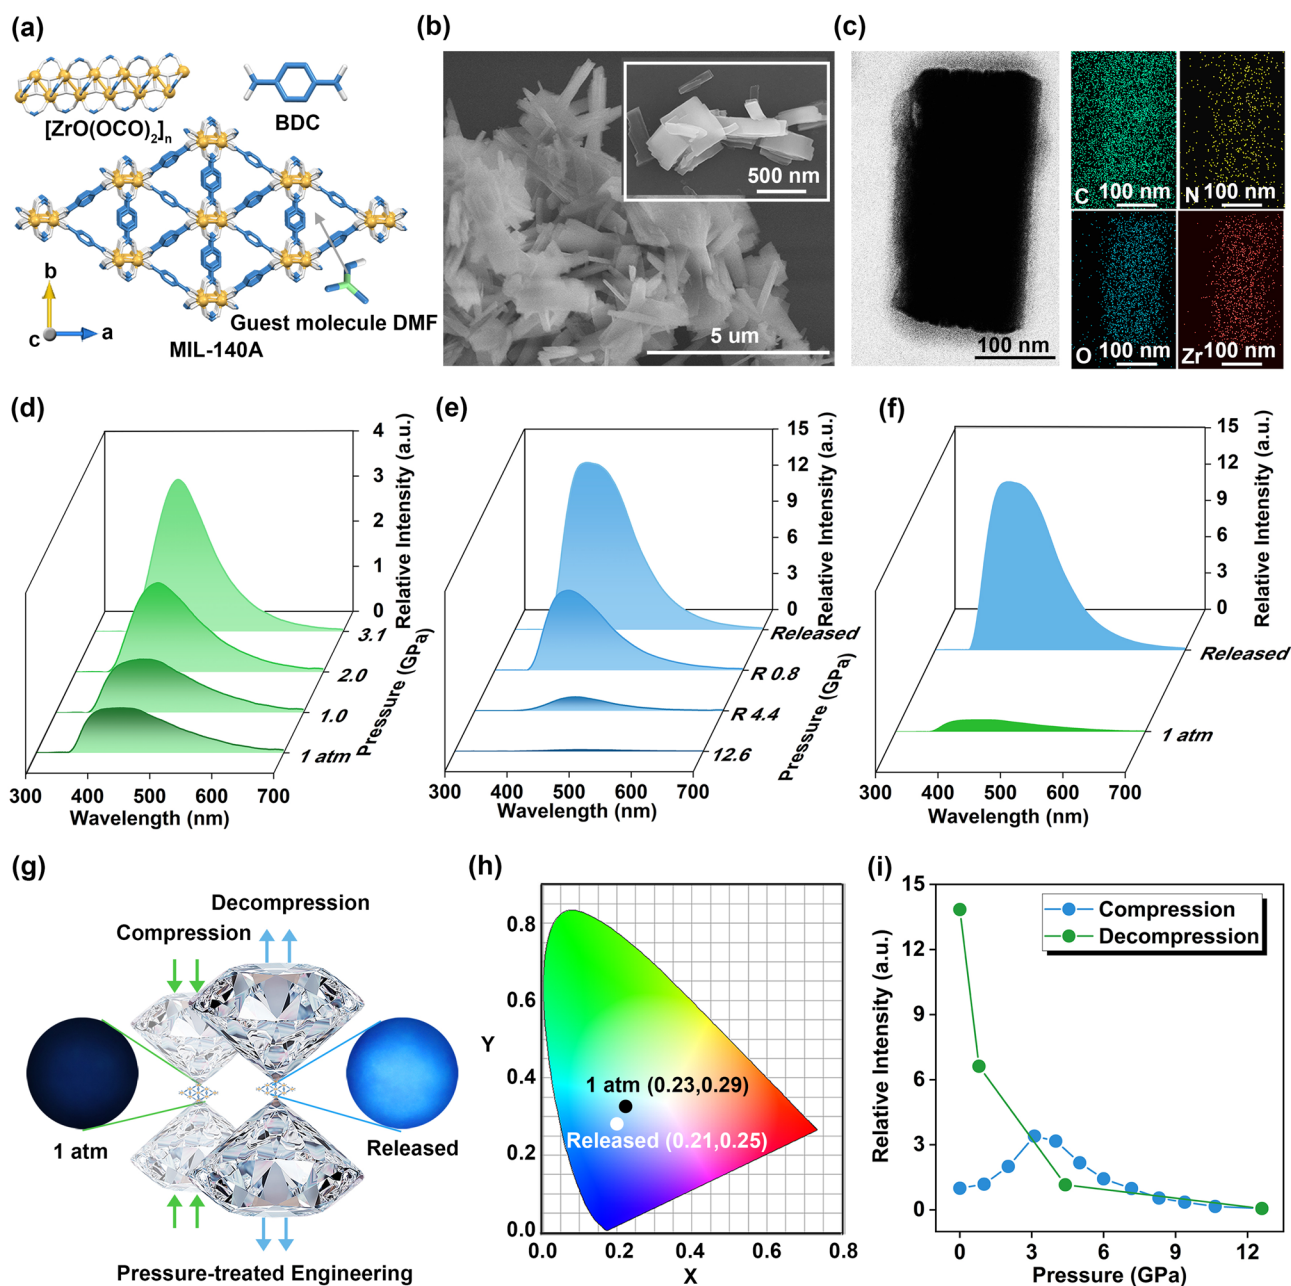 (a)
[ZrO(OCO)2]n
BDC
b
c
a
Guest molecule DMF
MIL-140A
(b)
500 nm
5 um
(c)
100 nm
C 100 nm
N 100 nm
O 100 nm
Zr 100 nm
(d)
4
3
2
1
0
Relative Intensity (a.u.)
3.1
2.0
1.0
1 atm
Pressure (GPa)
300 400 500 600 700
Wavelength (nm)
(e)
15
12
9
6
3
0
Relative Intensity (a.u.)
Released
R 0.8
R 4.4
12.6
Pressure (GPa)
300 400 500 600 700
Wavelength (nm)
(f)
15
12
9
6
3
0
Relative Intensity (a.u.)
Released
1 atm
300 400 500 600 700
Wavelength (nm)
(g)
Decompression
Compression
1 atm
Released
Pressure-treated Engineering
(h)
0.8
0.6
0.4
0.2
0.0
Y
1 atm (0.23,0.29)
Released (0.21,0.25)
0.0 0.2 0.4 0.6 0.8
X
(i)
15
12
9
6
3
0
Relative Intensity (a.u.)
Compression
Decompression
0 3 6 9 12
Pressure (GPa)